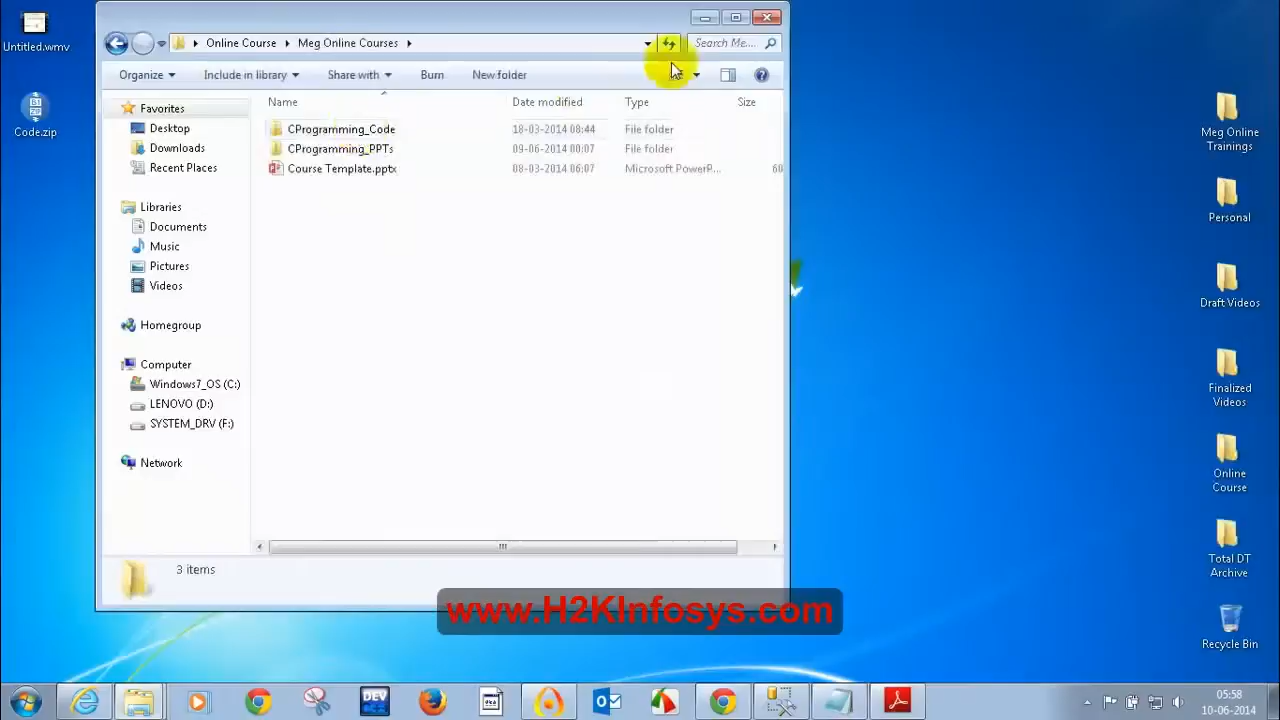 Untitled.wmv
Code.zip
Online Course
Meg Online Courses
Search Me...
Organize
Include in library
Share with
Burn
New folder
Name
Date modified
Type
Size
Favorites
Desktop
Downloads
Recent Places
Libraries
Documents
Music
Pictures
Videos
Homegroup
Computer
Windows7_OS (C:)
LENOVO (D:)
SYSTEM_DRV (F:)
Network
CProgramming_Code 18-03-2014 08:44 File folder
CProgramming_PPTs 09-06-2014 00:07 File folder
Course Template.pptx 08-03-2014 06:07 Microsoft PowerP... 60
3 items
www.H2KInfosys.com
Meg Online
Trainings
Personal
Draft Videos
Finalized
Videos
Online
Course
Total DT
Archive
Recycle Bin
DEV
05:58
10-06-2014